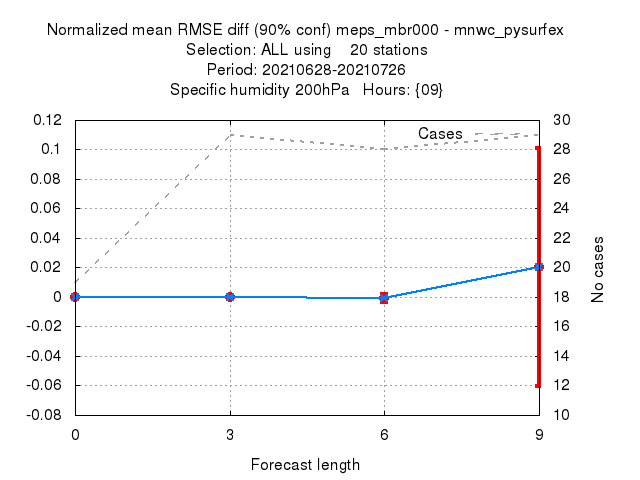 Normalized mean RMSE diff (90% conf) meps_mbr000 - mnwc_pysurfex
Selection: ALL using    20 stations
Period: 20210628-20210726
Specific humidity 200hPa   Hours: {09}
Cases
0.12
0.1
0.08
0.06
0.04
0.02
0
-0.02
-0.04
-0.06
-0.08
30
28
26
24
22
20
18
16
14
12
10
No cases
0 3 6 9
Forecast length